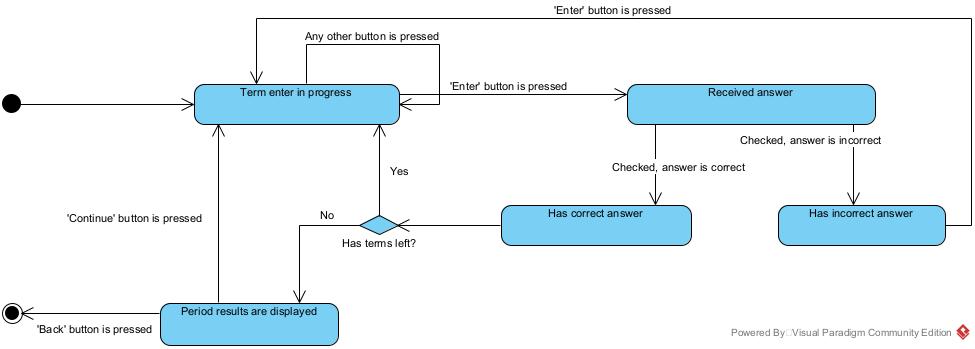 'Enter' button is pressed
Any other button is pressed
Term enter in progress
'Enter' button is pressed
Received answer
Checked, answer is incorrect
Checked, answer is correct
Yes
Has correct answer
Has incorrect answer
'Continue' button is pressed
No
Has terms left?
Period results are displayed
'Back' button is pressed
Powered By Visual Paradigm Community Edition